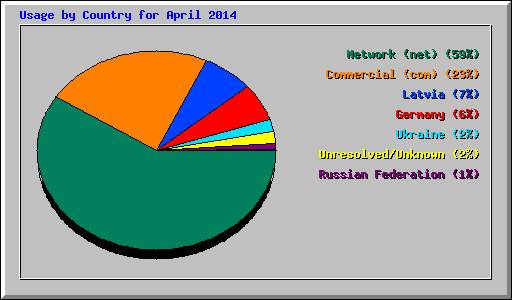 Usage by Country for April 2014
Network (net) (59%)
Commercial (com) (23%)
Latvia (7%)
Germany (6%)
Ukraine (2%)
Unresolved/Unknown (2%)
Russian Federation (1%)